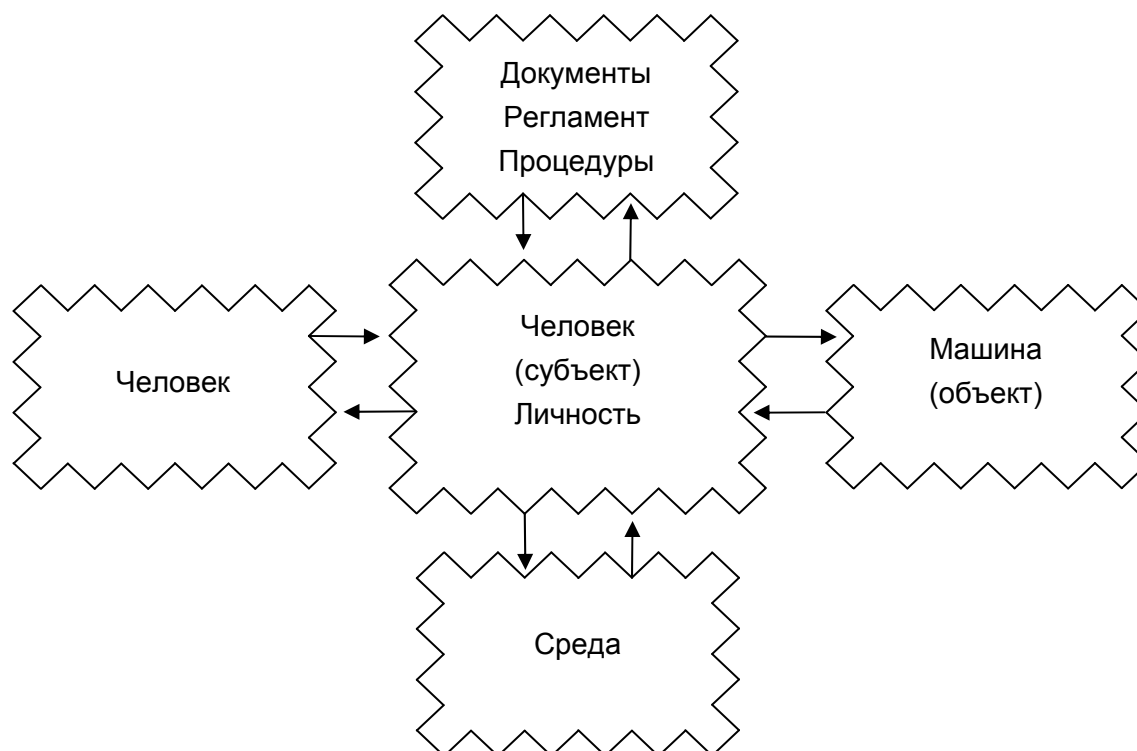 Документы
Регламент
Процедуры
Человек
Человек
(субъект)
Личность
Машина
(объект)
Среда